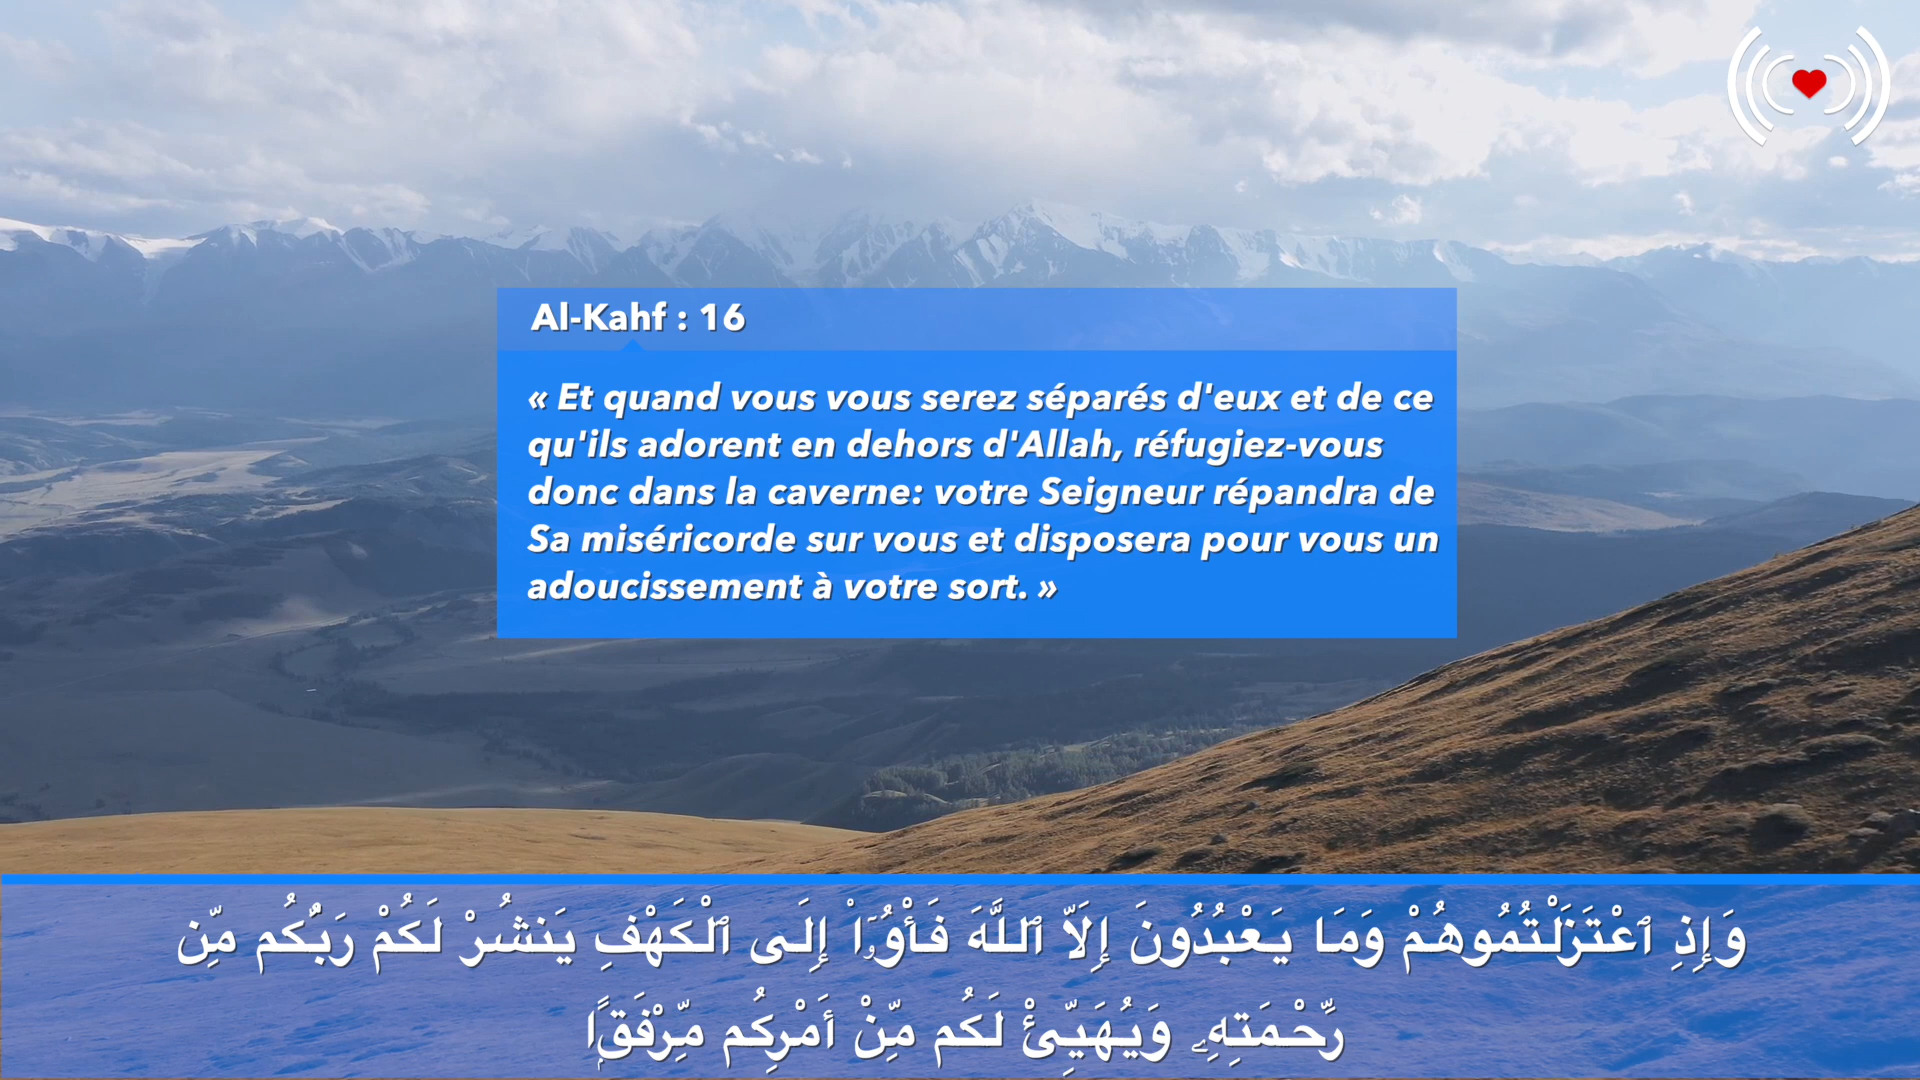 Al-Kahf : 16
« Et quand vous vous serez séparés d'eux et de ce
qu'ils adorent en dehors d'Allah, réfugiez-vous
donc dans la caverne: votre Seigneur répandra de
Sa miséricorde sur vous et disposera pour vous un
adoucissement à votre sort. »
وَإِذِ ٱعْتَزَلْتُمُوهُمْ وَمَا يَعْبُدُونَ إِلَّا ٱللَّهَ فَأْوُۥٓا۟ إِلَى ٱلْكَهْفِ يَنشُرْ لَكُمْ رَبُّكُم مِّن
رَّحْمَتِهِۦ وَيُهَيِّئْ لَكُم مِّنْ أَمْرِكُم مِّرْفَقًۭا